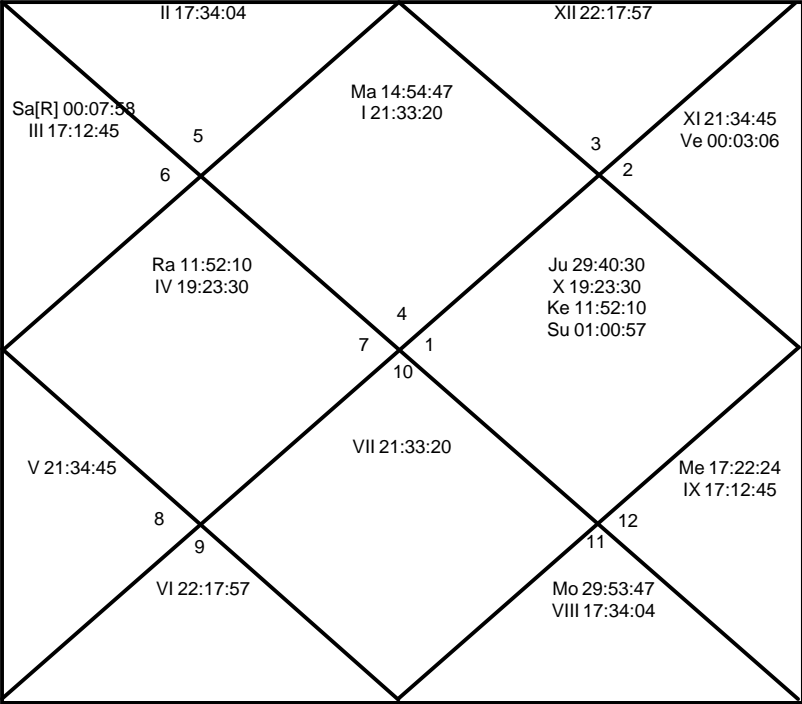 II 17:34:04
XII 22:17:57
Ma 14:54:47
I 21:33:20
Sa[R] 00:07:58
III 17:12:45
XI 21:34:45
Ve 00:03:06
5
3
6
2
Ra 11:52:10
IV 19:23:30
Ju 29:40:30
X 19:23:30
Ke 11:52:10
Su 01:00:57
4
7
1
10
VII 21:33:20
V 21:34:45
Me 17:22:24
IX 17:12:45
8
12
9
11
VI 22:17:57
Mo 29:53:47
VIII 17:34:04